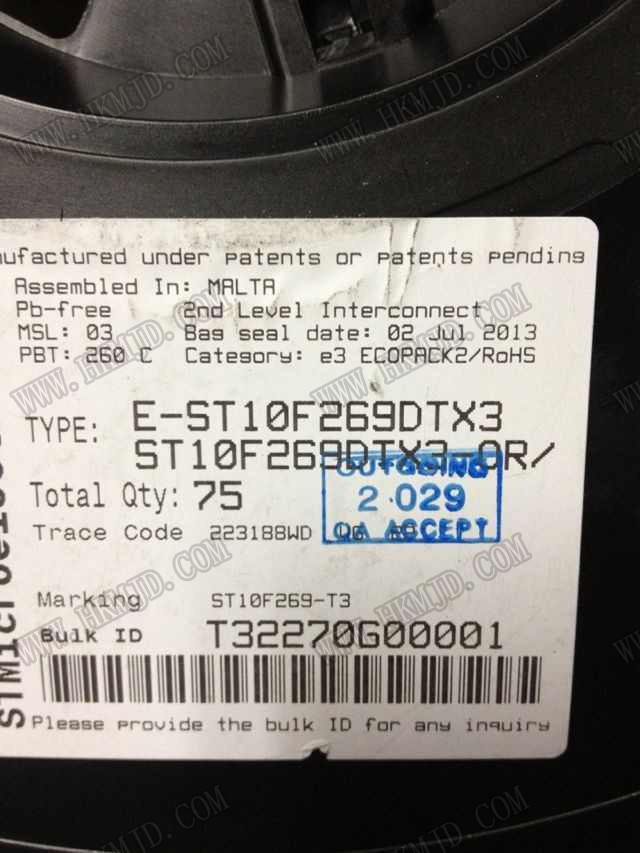 nufactured under patents or patents pending
Assembled In: MALTA
Pb-free 2nd Level Interconnect
MSL: 03 Bag seal date: 02 Jul 2013
PBT: 260 C Category: e3 ECOPACK2/RoHS
TYPE: E-ST10F269DTX3
ST10F269DTX3-QR/
OUTGOING
Total Qty: 75
2 029
Trace Code 223188WD
QA ACCEPT
Marking ST10F269-T3
Bulk ID T32270G00001
Please provide the bulk ID for any inquiry
STMicroelec
WWW.HKMJD.COM